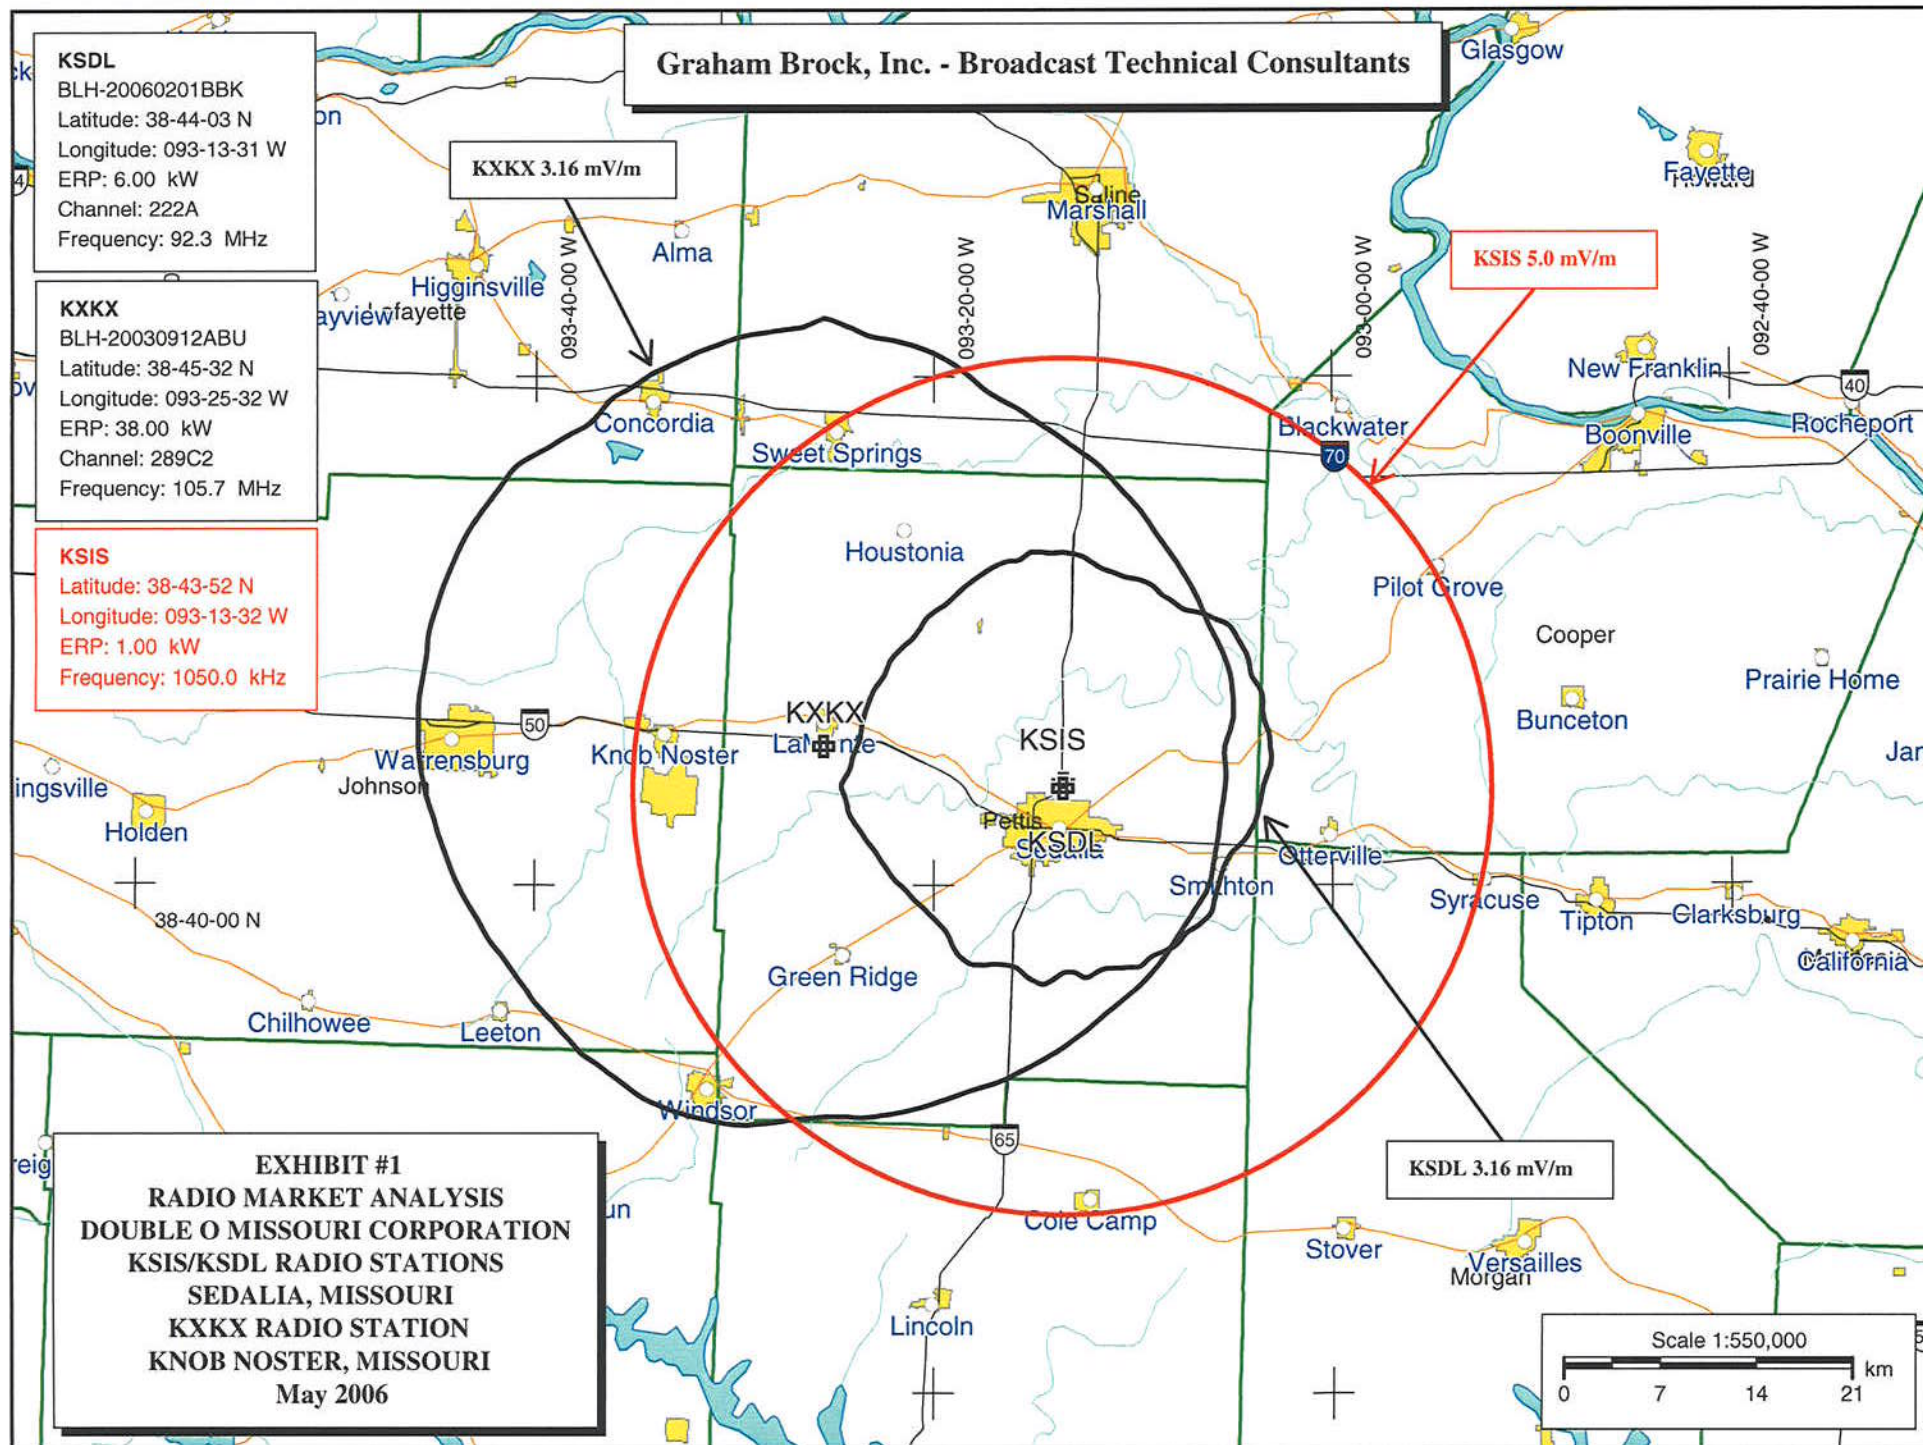 Graham Brock, Inc. - Broadcast Technical Consultants
KSDL
BLH-20060201BBK
Latitude: 38-44-03 N
Longitude: 093-13-31 W
ERP: 6.00 kW
Channel: 222A
Frequency: 92.3 MHz
KXKX
BLH-20030912ABU
Latitude: 38-45-32 N
Longitude: 093-25-32 W
ERP: 38.00 kW
Channel: 289C2
Frequency: 105.7 MHz
KSIS
Latitude: 38-43-52 N
Longitude: 093-13-32 W
ERP: 1.00 kW
Frequency: 1050.0 kHz
KXKX 3.16 mV/m
KSIS 5.0 mV/m
KSDL 3.16 mV/m
Glasgow
Fayette
Saline
Marshall
Alma
Higginsville
093-40-00 W
093-20-00 W
093-00-00 W
092-40-00 W
New Franklin
40
Concordia
Sweet Springs
Blackwater
70
Boonville
Rocheport
Houstonia
Pilot Grove
Cooper
Prairie Home
Bunceton
KXKX
50
Warrensburg
Knob Noster
KSIS
Johnson
Holden
Pettis
KSDL
Otterville
Smithton
Syracuse
Tipton
Clarksburg
California
38-40-00 N
Green Ridge
Chilhowee
Leeton
Windsor
65
Cole Camp
Stover
Versailles
Morgan
Lincoln
EXHIBIT #1
RADIO MARKET ANALYSIS
DOUBLE O MISSOURI CORPORATION
KSIS/KSDL RADIO STATIONS
SEDALIA, MISSOURI
KXKX RADIO STATION
KNOB NOSTER, MISSOURI
May 2006
Scale 1:550,000
km
0 7 14 21